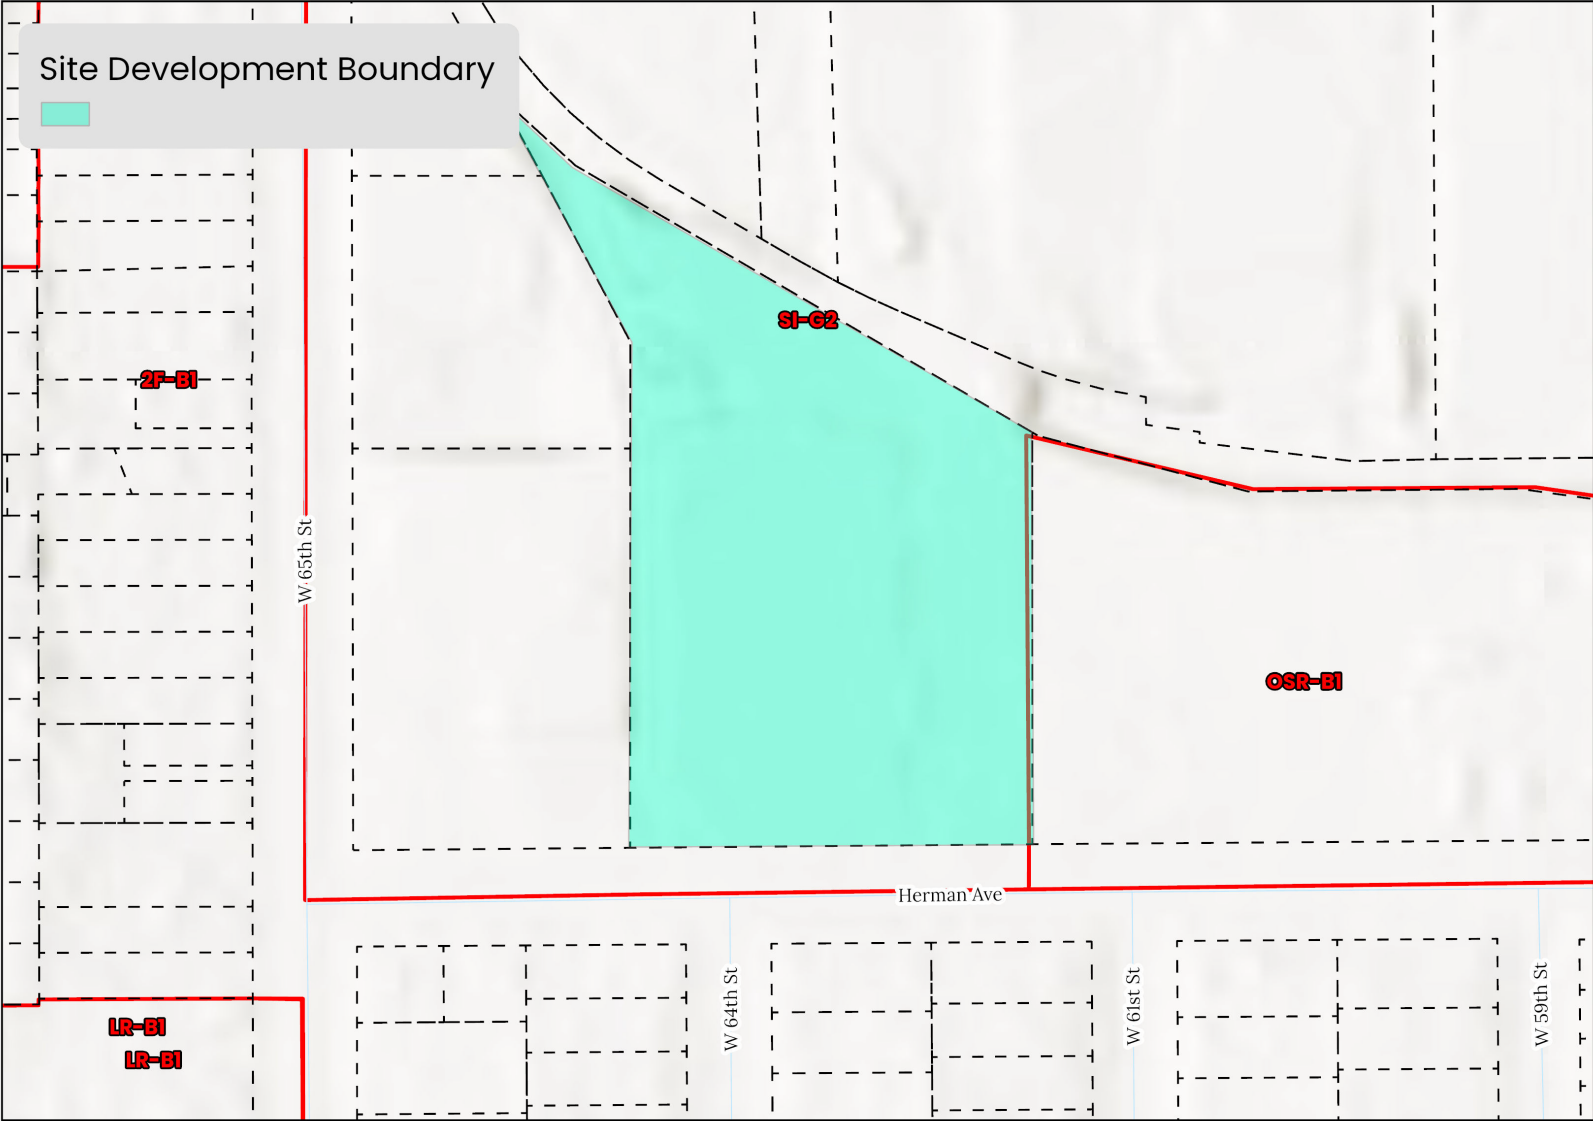 Site Development Boundary
SI-G2
2F-B1
W 65th St
OSR-B1
Herman Ave
W 64th St
W 61st St
W 59th St
LR-B1
LR-B1